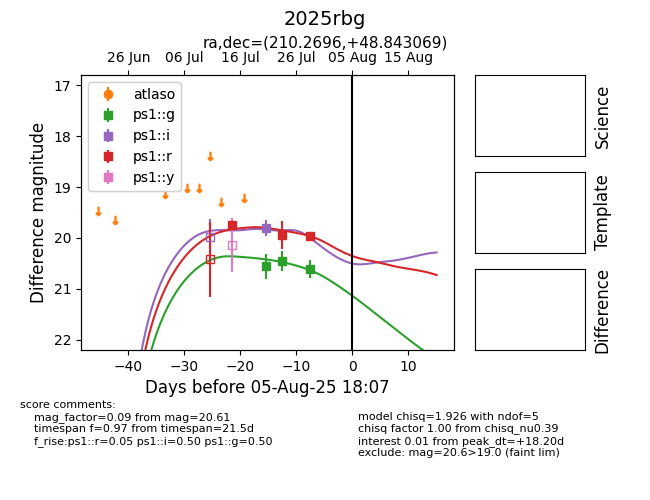 2025rbg
ra,dec=(210.2696,+48.843069)
26 Jun 06 Jul 16 Jul 26 Jul 05 Aug 15 Aug
17
18
19
20
21
22
Difference magnitude
atlaso
ps1::g
ps1::i
ps1::r
ps1::y
−40 −30 −20 −10 0 10
Days before 05-Aug-25 18:07
Science
Template
Difference
score comments:
mag_factor=0.09 from mag=20.61
timespan f=0.97 from timespan=21.5d
f_rise:ps1::r=0.05 ps1::i=0.50 ps1::g=0.50
model chisq=1.926 with ndof=5
chisq factor 1.00 from chisq_nu0.39
interest 0.01 from peak_dt=+18.20d
exclude: mag=20.6>19.0 (faint lim)